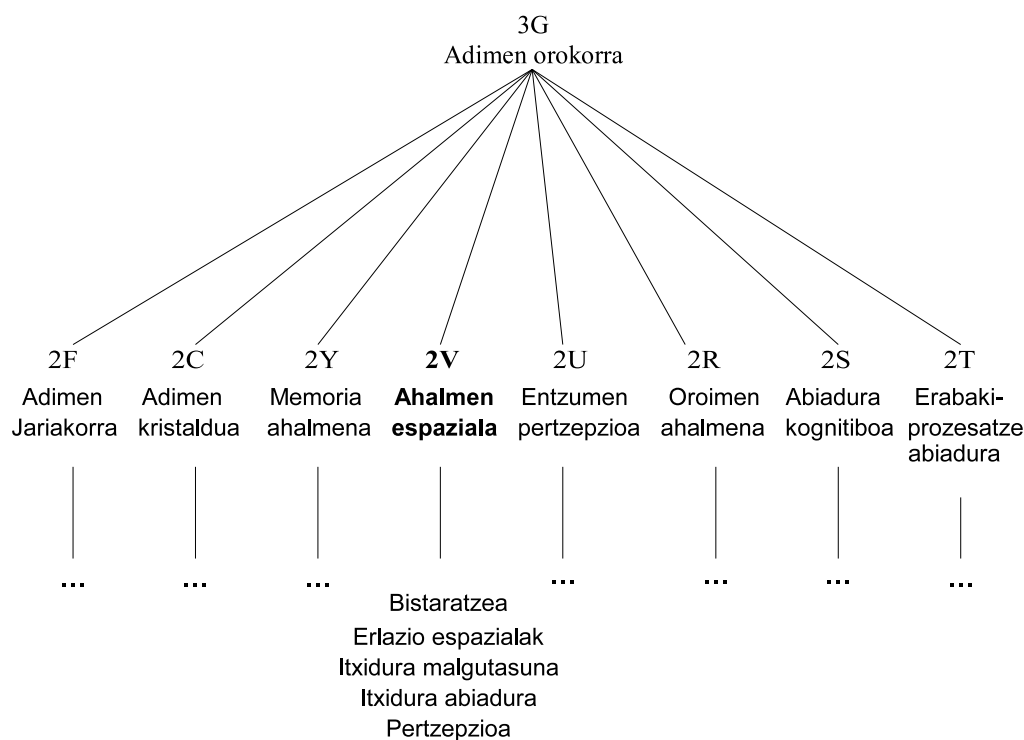 3G
Adimen orokorra
2F 2C 2Y 2V 2U 2R 2S 2T
Adimen Adimen Memoria Ahalmen Entzumen Oroimen Abiadura Erabaki-
Jariakorra kristaldua ahalmena espaziala pertzepzioa ahalmena kognitiboa prozesatze
abiadura
... ... ... ... ... ... ...
Bistaratzea
Erlazio espazialak
Itxidura malgutasuna
Itxidura abiadura
Pertzepzioa